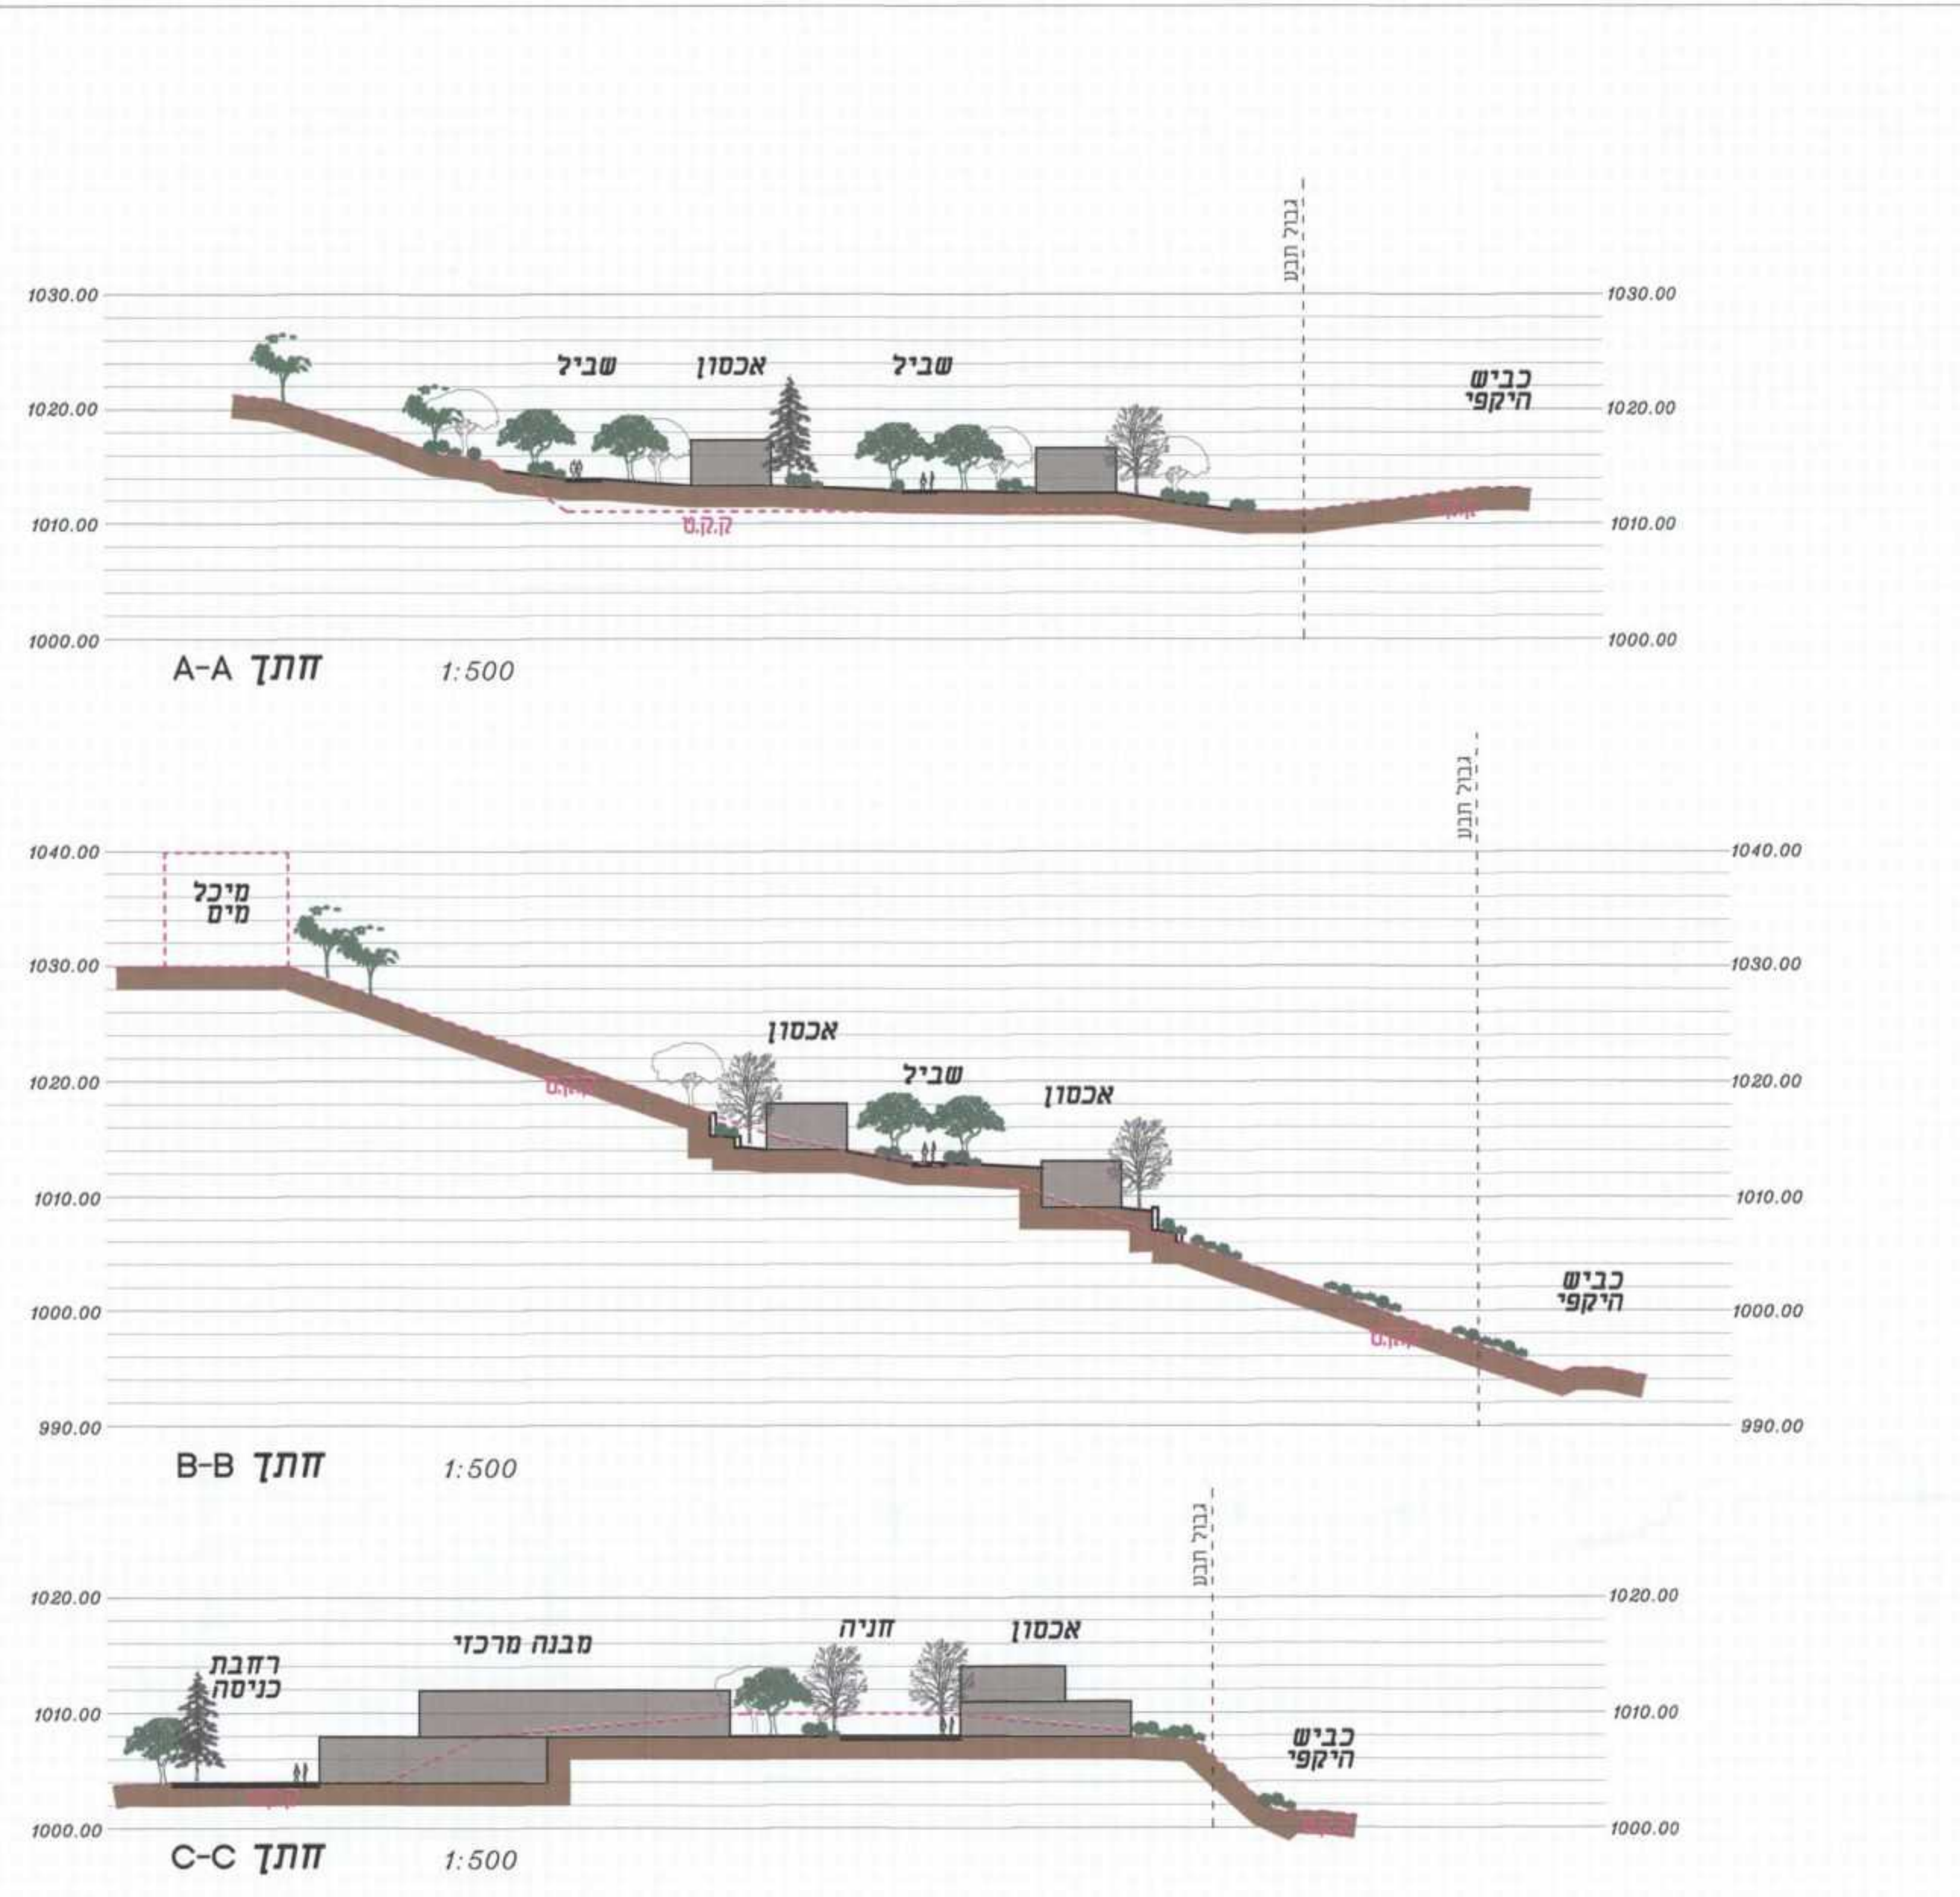 גבול תבע
1030.00
1030.00
שביל
אכסון
שביל
כביש
היקפי
1020.00
1020.00
1010.00
1010.00
ק.ק.ט
ק.ק.ט
1000.00
1000.00
חתך A-A
1:500
גבול תבע
1040.00
1040.00
מיכל
מים
1030.00
1030.00
אכסון
שביל
אכסון
1020.00
1020.00
ק.ק.ט
1010.00
1010.00
כביש
היקפי
1000.00
1000.00
ק.ק.ט
990.00
990.00
חתך B-B
1:500
גבול תבע
1020.00
1020.00
רחבת
כניסה
מבנה מרכזי
חניה
אכסון
1010.00
1010.00
כביש
היקפי
ק.ק.ט
ק.ק.ט
1000.00
1000.00
חתך C-C
1:500